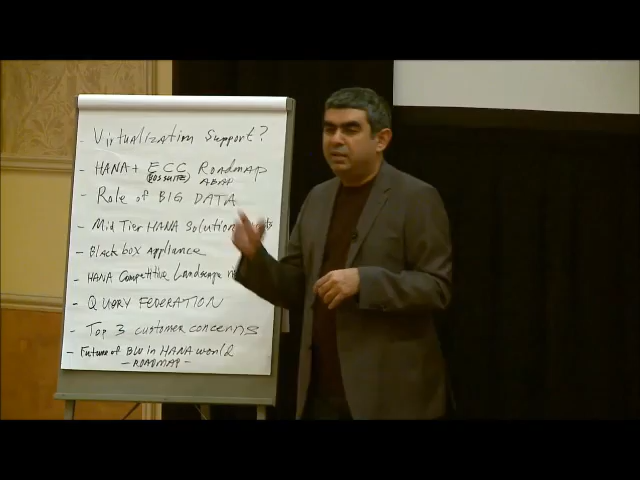 - Virtualization Support?
- HANA + ECC ROADMAP
(BUS SUITE) ABAP
- Role of BIG DATA
- MID TIER HANA Solution
- Black box appliance
- HANA Competitive Landscape
- QUERY FEDERATION
- TOP 3 customer concerns
- Future of BW in HANA world
- ROADMAP -